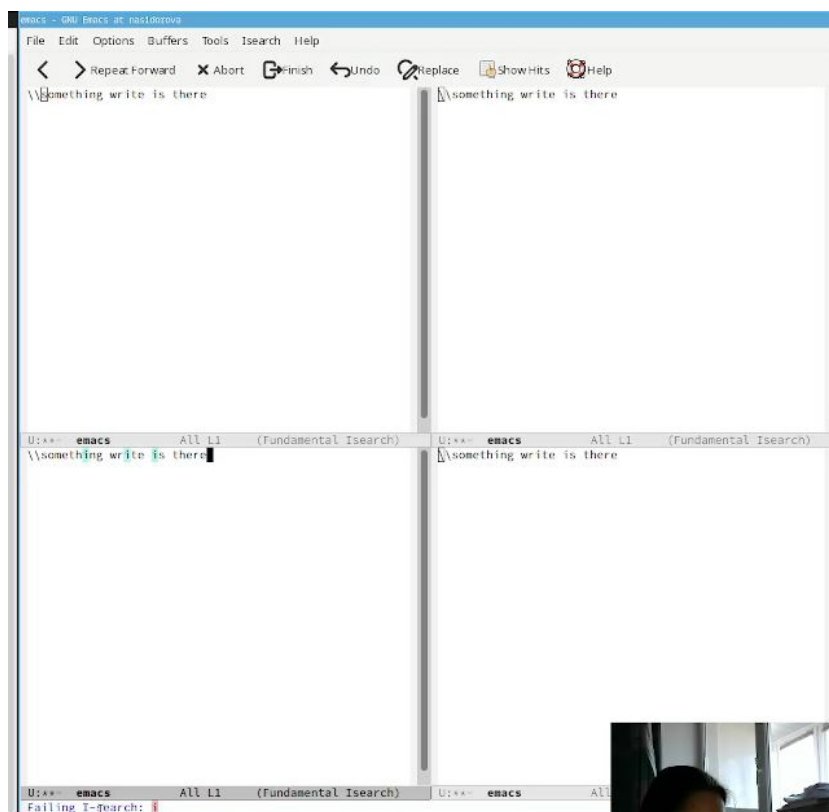 emacs - GNU Emacs at nasidorova
File Edit Options Buffers Tools Isearch Help
Repeat Forward Abort Finish Undo Replace Show Hits Help
\\something write is there
\\something write is there
U:**- emacs All L1 (Fundamental Isearch)
U:**- emacs All L1 (Fundamental Isearch)
\\something write is there
\\something write is there
U:**- emacs All L1 (Fundamental Isearch)
U:**- emacs All
Failing I-search: i